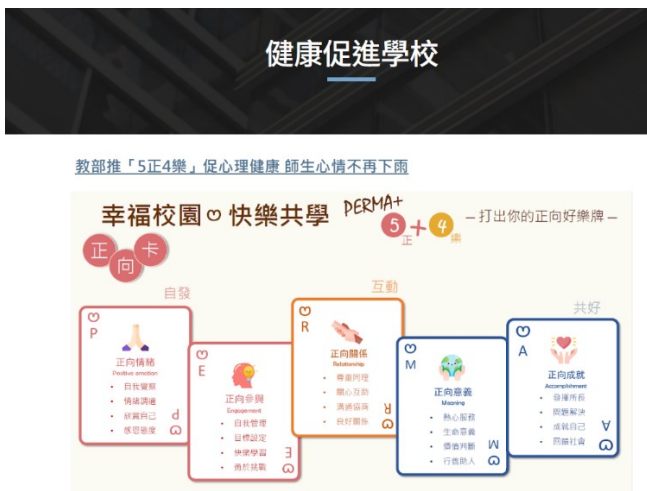 健康促進學校
教部推「5正4樂」促心理健康 師生心情不再下雨
幸福校園 快樂共學 PERMA+
5正+4樂
—打出你的正向好樂牌—
正向卡
自發
互動
共好
P
正向情緒
Positive emotion
• 自我覺察
• 情緒調適
• 欣賞自己
• 感恩態度
P
E
正向參與
Engagement
• 自我管理
• 目標設定
• 快樂學習
• 勇於挑戰
E
R
正向關係
Relationship
• 尊重同理
• 關心互助
• 溝通協商
• 良好關係
R
M
正向意義
Meaning
• 熱心服務
• 生命意義
• 價值判斷
• 行善助人
M
A
正向成就
Accomplishment
• 發揮所長
• 問題解決
• 成就自己
• 回饋社會
A